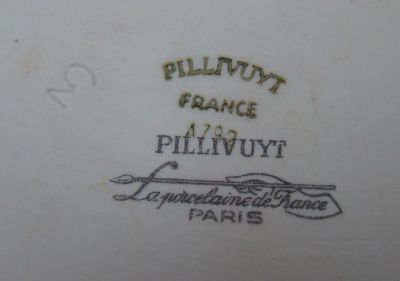 PILLIVUYT
FRANCE
PILLIVUYT
La porcelaine de France
PARIS